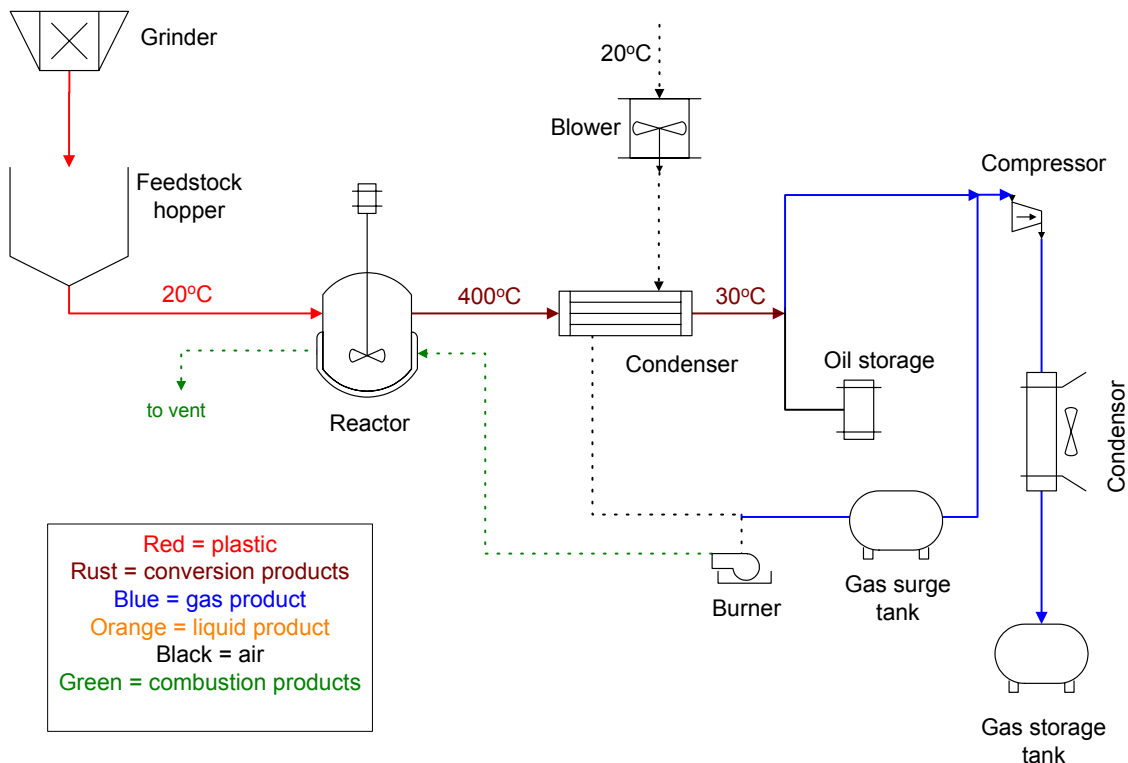 Grinder
20°C
Blower
Compressor
Feedstock
hopper
20°C
400°C
30°C
Condenser
Oil storage
to vent
Reactor
Condensor
Red = plastic
Rust = conversion products
Blue = gas product
Orange = liquid product
Black = air
Green = combustion products
Burner
Gas surge
tank
Gas storage
tank